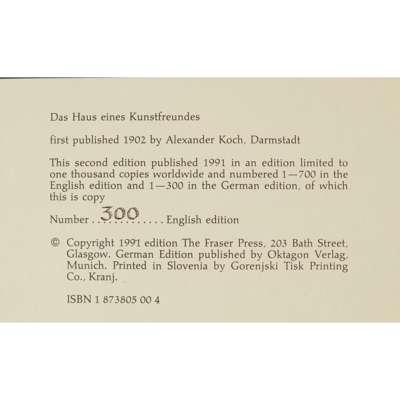 Das Haus eines Kunstfreundes
first published 1902 by Alexander Koch, Darmstadt
This second edition published 1991 in an edition limited to
one thousand copies worldwide and numbered 1—700 in the
English edition and 1—300 in the German edition, of which
this is copy
Number . . 300 . . . . . . English edition
© Copyright 1991 edition The Fraser Press, 203 Bath Street,
Glasgow. German Edition published by Oktagon Verlag,
Munich. Printed in Slovenia by Gorenjski Tisk Printing
Co., Kranj.
ISBN 1 873805 00 4